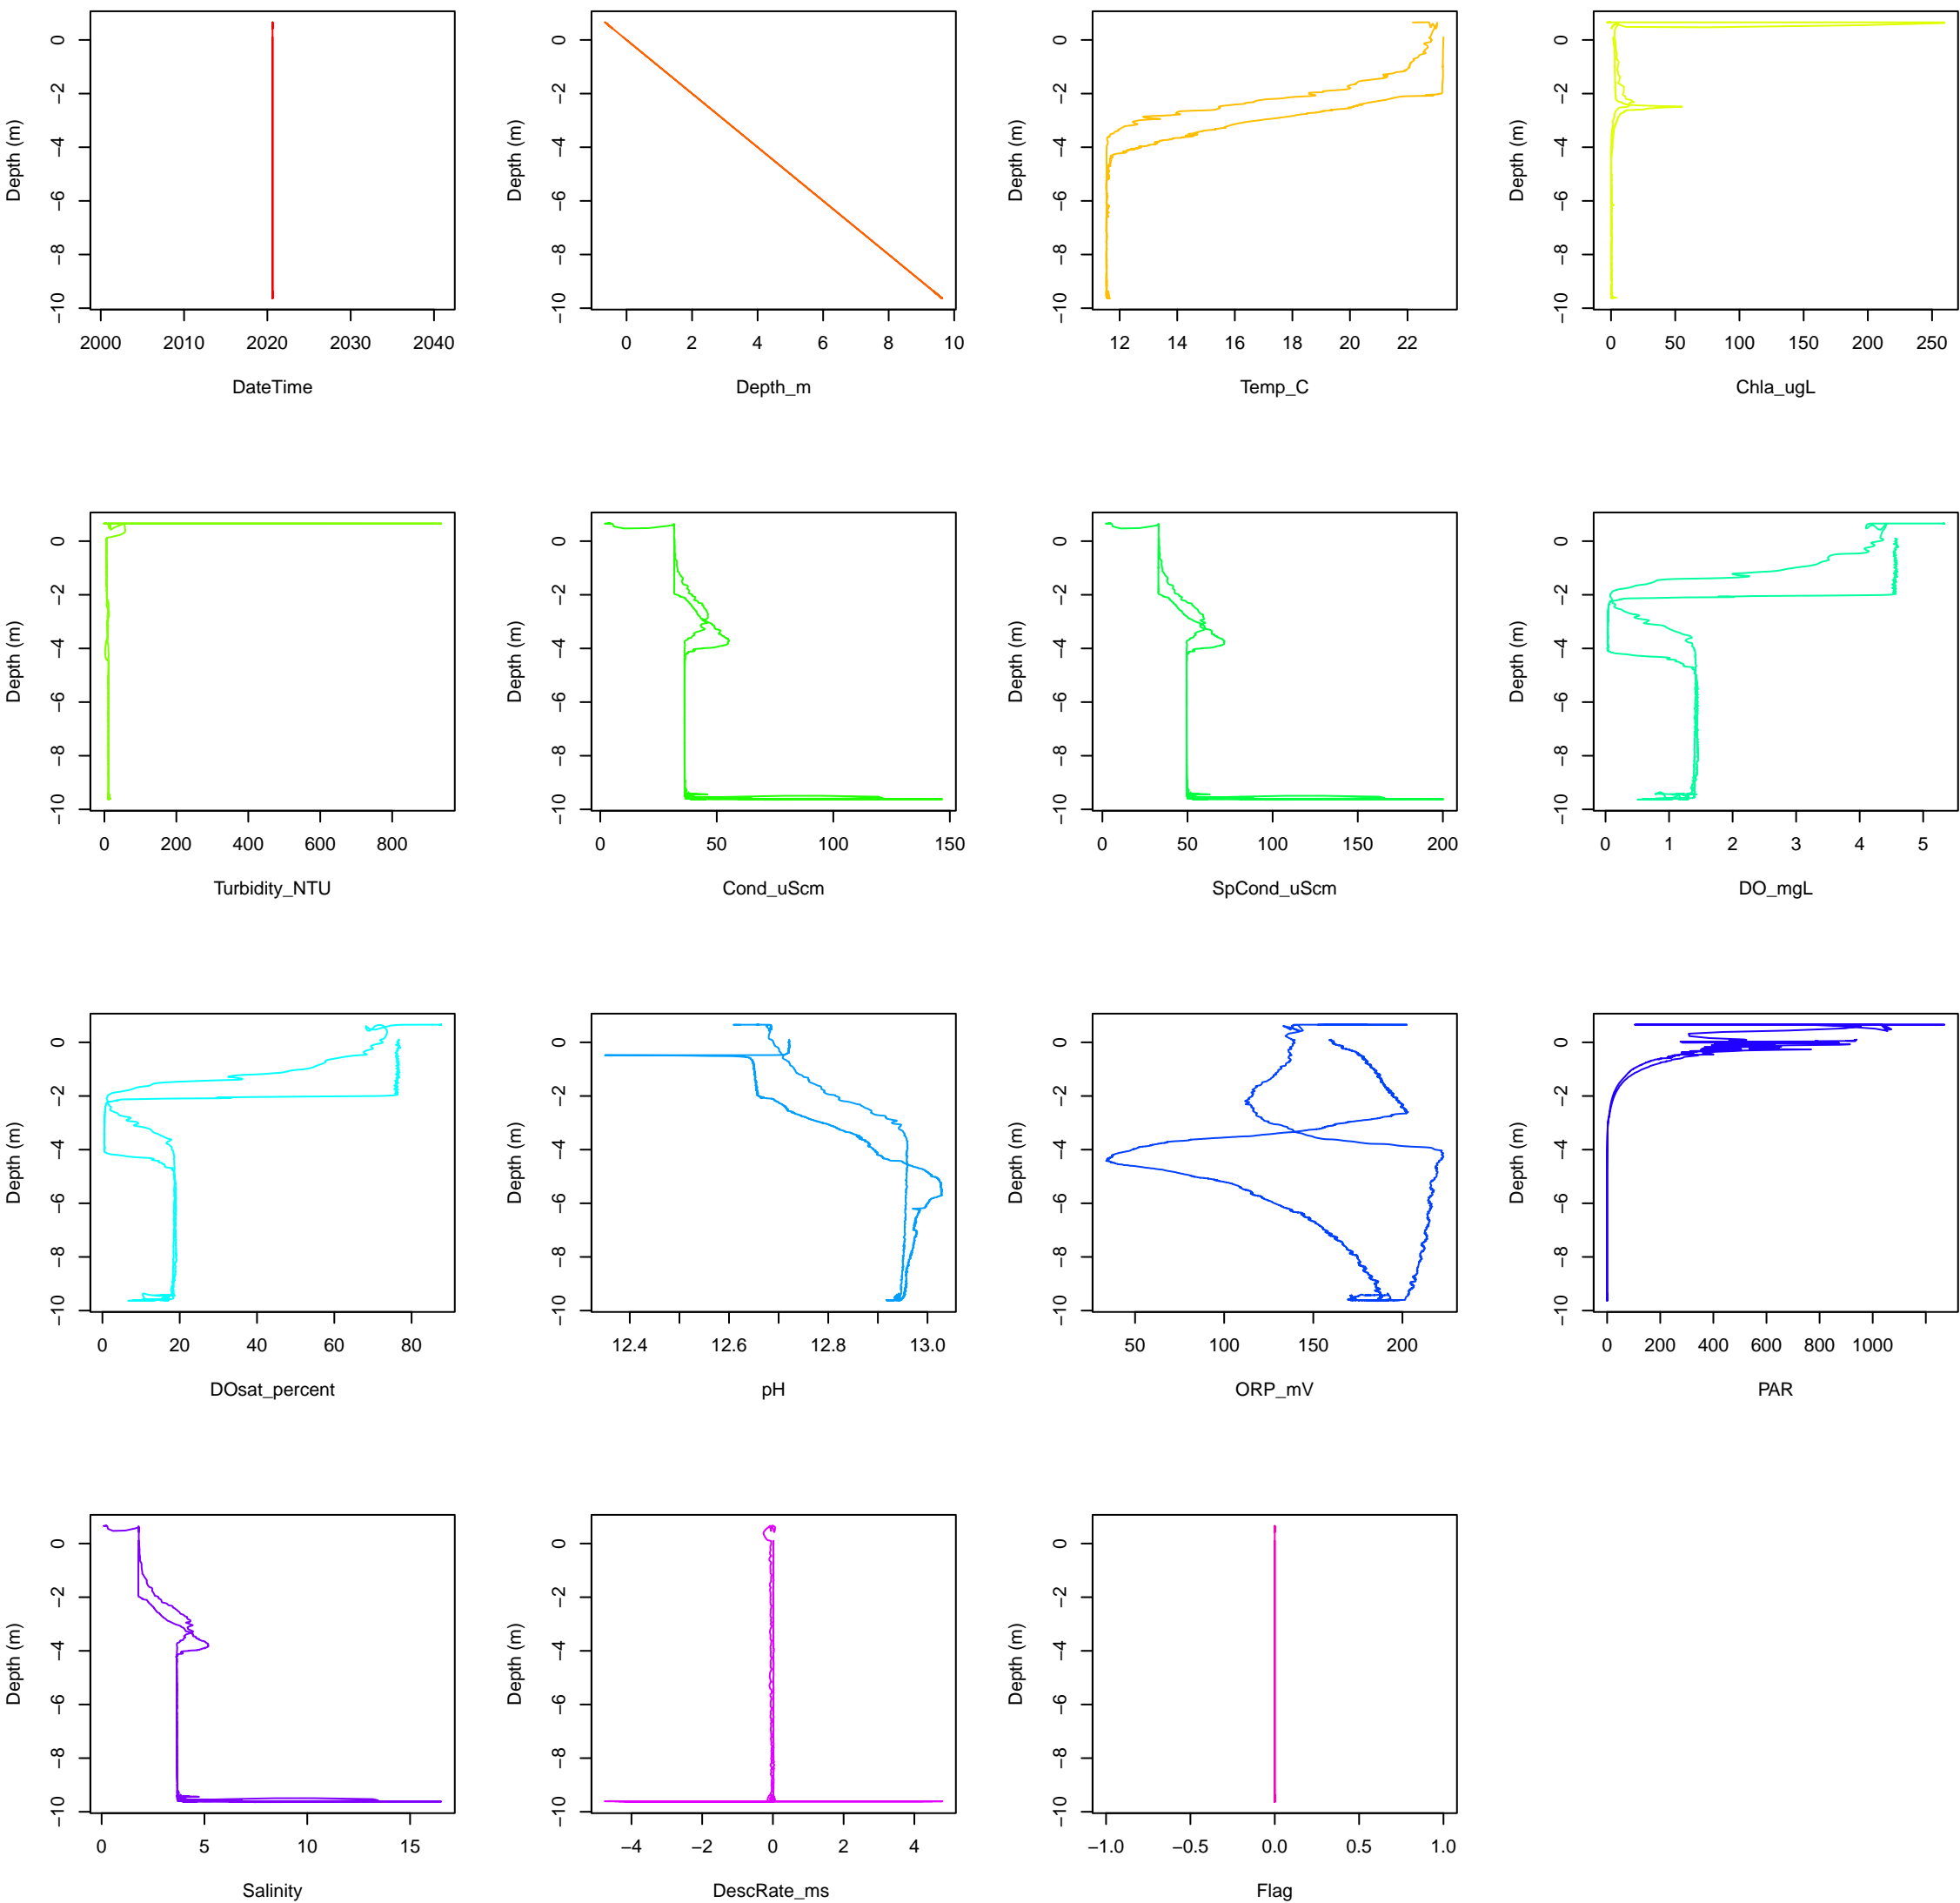 Depth (m)
0
−2
−4
−6
−8
−10
2000 2010 2020 2030 2040
DateTime
Depth (m)
0
−2
−4
−6
−8
−10
0 2 4 6 8 10
Depth_m
Depth (m)
0
−2
−4
−6
−8
−10
12 14 16 18 20 22
Temp_C
Depth (m)
0
−2
−4
−6
−8
−10
0 50 100 150 200 250
Chla_ugL
Depth (m)
0
−2
−4
−6
−8
−10
0 200 400 600 800
Turbidity_NTU
Depth (m)
0
−2
−4
−6
−8
−10
0 50 100 150
Cond_uScm
Depth (m)
0
−2
−4
−6
−8
−10
0 50 100 150 200
SpCond_uScm
Depth (m)
0
−2
−4
−6
−8
−10
0 1 2 3 4 5
DO_mgL
Depth (m)
0
−2
−4
−6
−8
−10
0 20 40 60 80
DOsat_percent
Depth (m)
0
−2
−4
−6
−8
−10
12.4 12.6 12.8 13.0
pH
Depth (m)
0
−2
−4
−6
−8
−10
50 100 150 200
ORP_mV
Depth (m)
0
−2
−4
−6
−8
−10
0 200 400 600 800 1000
PAR
Depth (m)
0
−2
−4
−6
−8
−10
0 5 10 15
Salinity
Depth (m)
0
−2
−4
−6
−8
−10
−4 −2 0 2 4
DescRate_ms
Depth (m)
0
−2
−4
−6
−8
−10
−1.0 −0.5 0.0 0.5 1.0
Flag